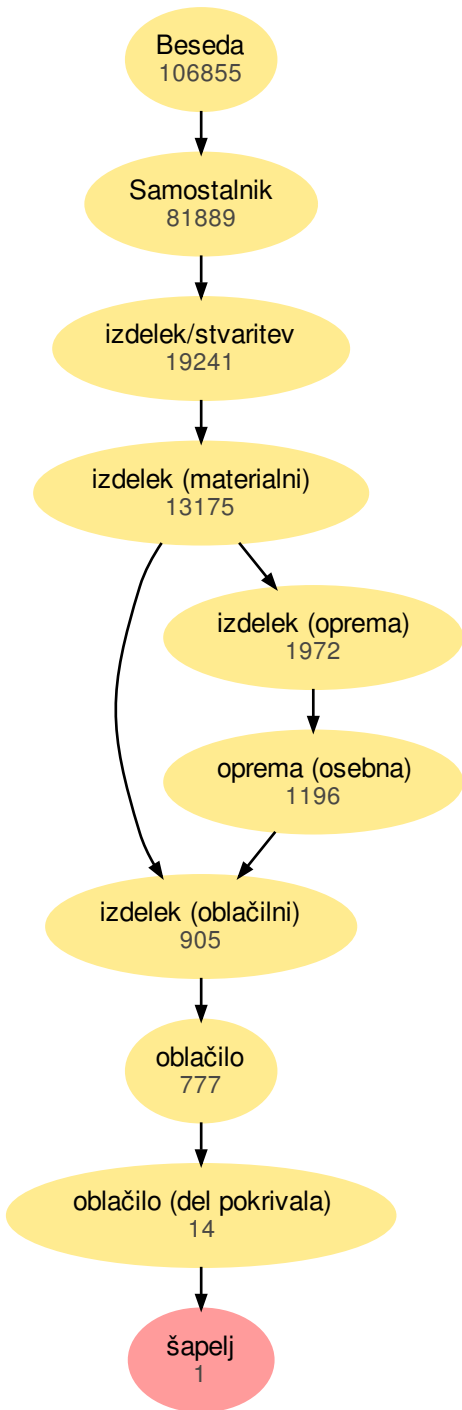 Beseda
106855
Samostalnik
81889
izdelek/stvaritev
19241
izdelek (materialni)
13175
izdelek (oprema)
1972
oprema (osebna)
1196
izdelek (oblačilni)
905
oblačilo
777
oblačilo (del pokrivala)
14
šapelj
1